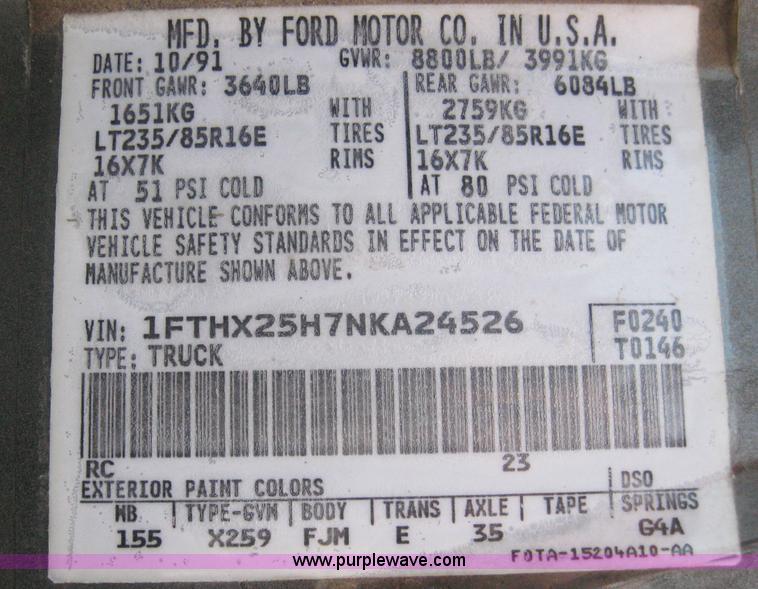 MFD. BY FORD MOTOR CO. IN U.S.A.
DATE: 10/91 GVWR: 8800LB/ 3991KG
FRONT GAWR: 3640LB REAR GAWR: 6084LB
1651KG WITH 2759KG WITH
LT235/85R16E TIRES LT235/85R16E TIRES
16X7K RIMS 16X7K RIMS
AT 51 PSI COLD AT 80 PSI COLD
THIS VEHICLE CONFORMS TO ALL APPLICABLE FEDERAL MOTOR
VEHICLE SAFETY STANDARDS IN EFFECT ON THE DATE OF
MANUFACTURE SHOWN ABOVE.
VIN: 1FTHX25H7NKA24526 F0240
TYPE: TRUCK T0146
RC 23
EXTERIOR PAINT COLORS DSO
WB TYPE-GVM BODY TRANS AXLE TAPE SPRINGS
155 X259 FJM E 35 G4A
F0TA-15204A10-AA
www.purplewave.com